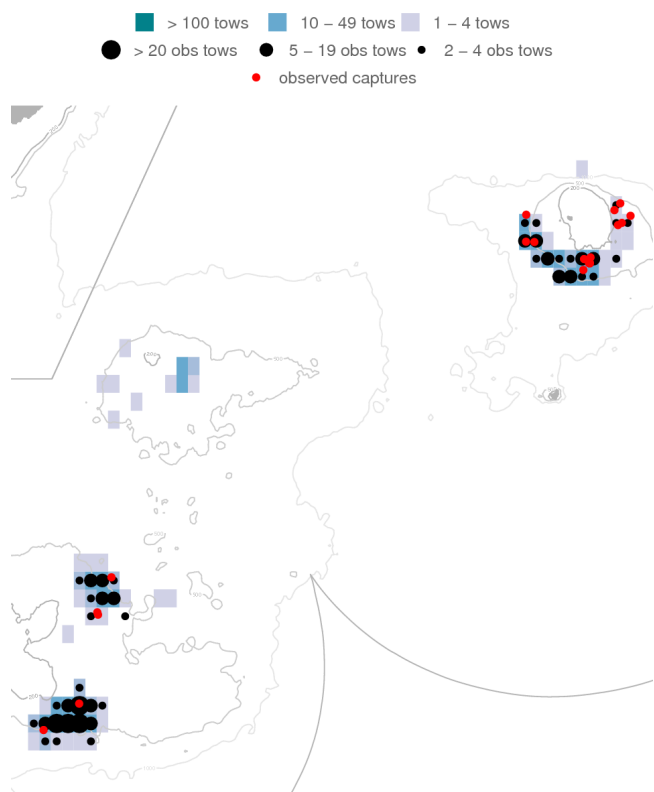 > 100 tows 10 − 49 tows 1 − 4 tows
> 20 obs tows 5 − 19 obs tows 2 − 4 obs tows
observed captures